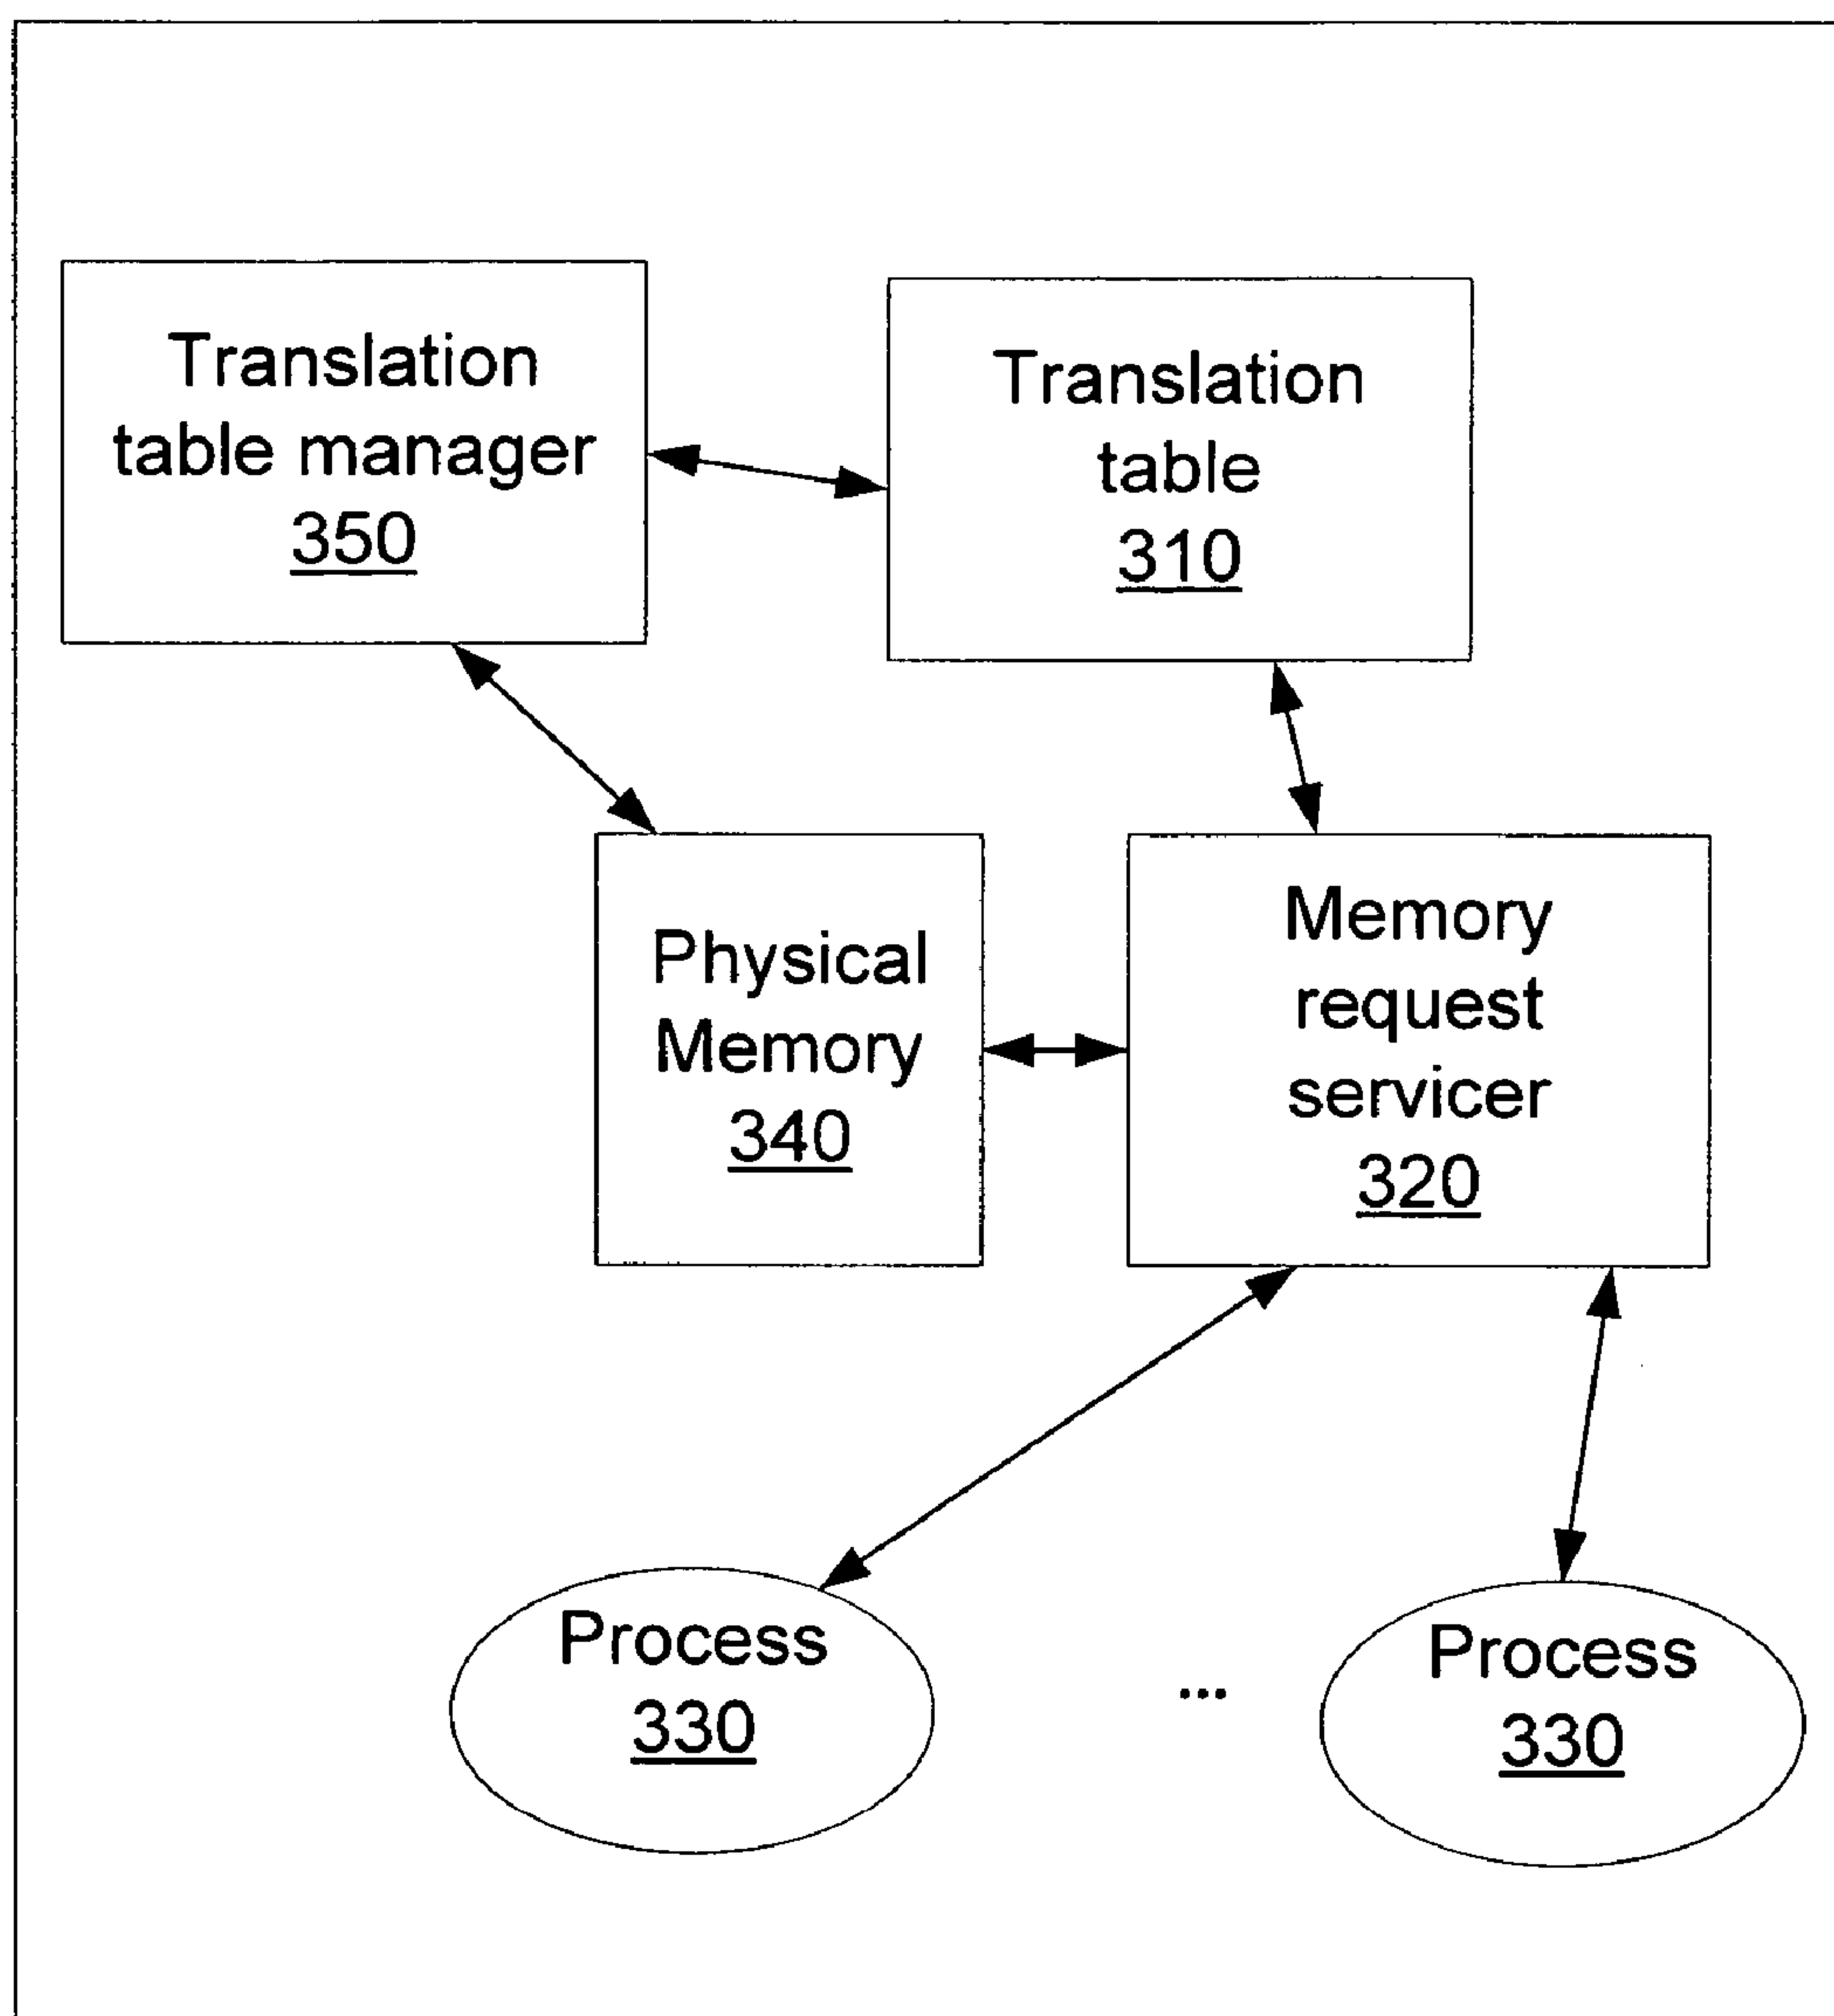 Translation
table manager
350
Translation
table
310
Physical
Memory
340
Memory
request
servicer
320
Process
330
...
Process
330